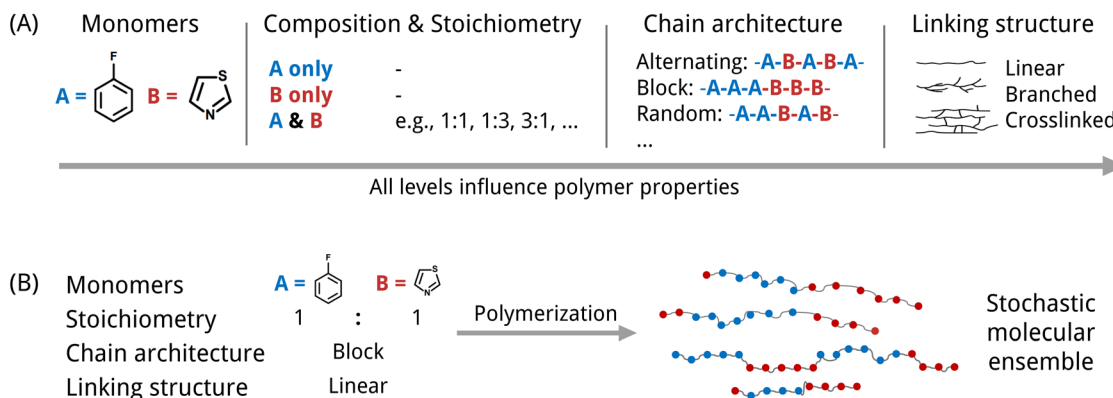 (A)
Monomers
Composition & Stoichiometry
Chain architecture
Linking structure
F
A =
B =
S
N
A only
-
B only
-
A & B
e.g., 1:1, 1:3, 3:1, ...
Alternating: -A-B-A-B-A-
Block: -A-A-A-B-B-B-
Random: -A-A-B-A-B-
...
Linear
Branched
Crosslinked
All levels influence polymer properties
(B)
Monomers
A =
F
B =
S
N
Stoichiometry
1 : 1
Chain architecture
Block
Linking structure
Linear
Polymerization
Stochastic
molecular
ensemble